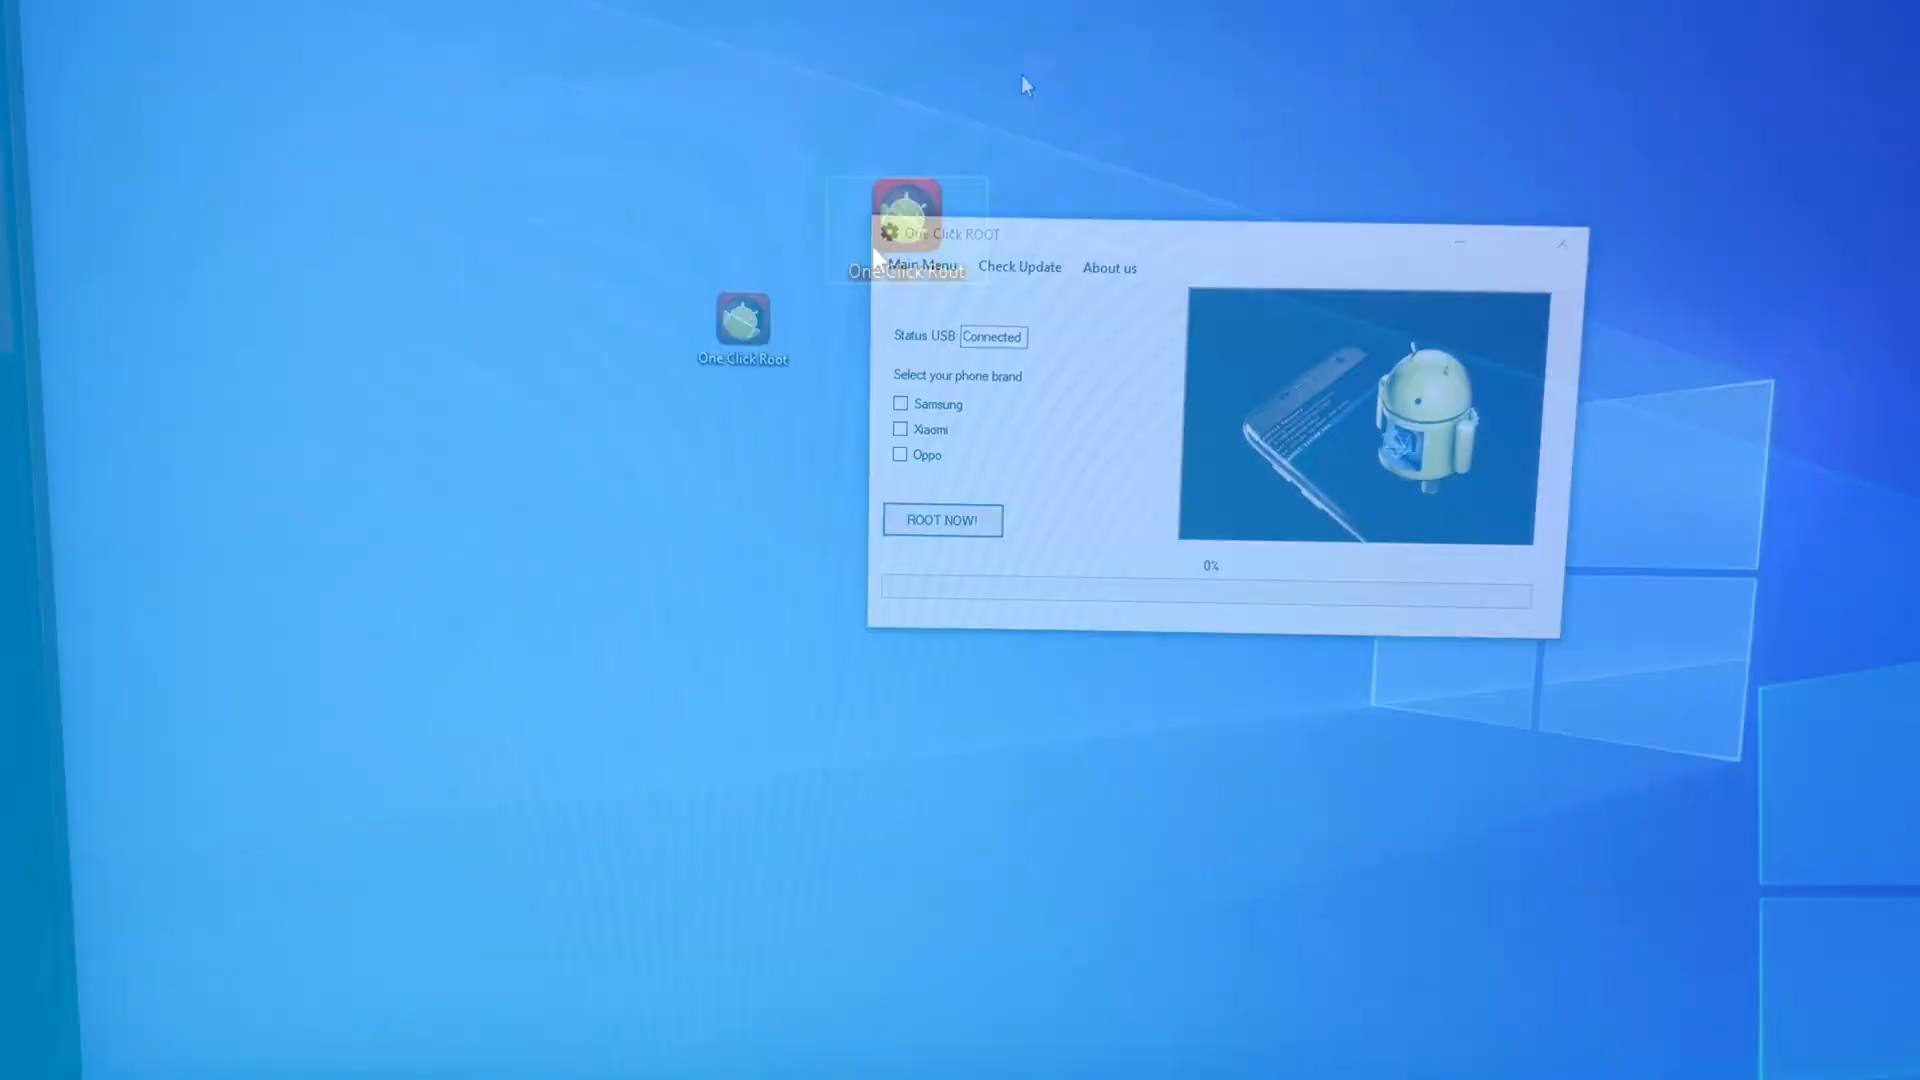 One Click ROOT
Main Menu Check Update About us
One Click Root
Status USB: Connected
One Click Root
Select your phone brand
Samsung
Xiaomi
Oppo
ROOT NOW!
0%